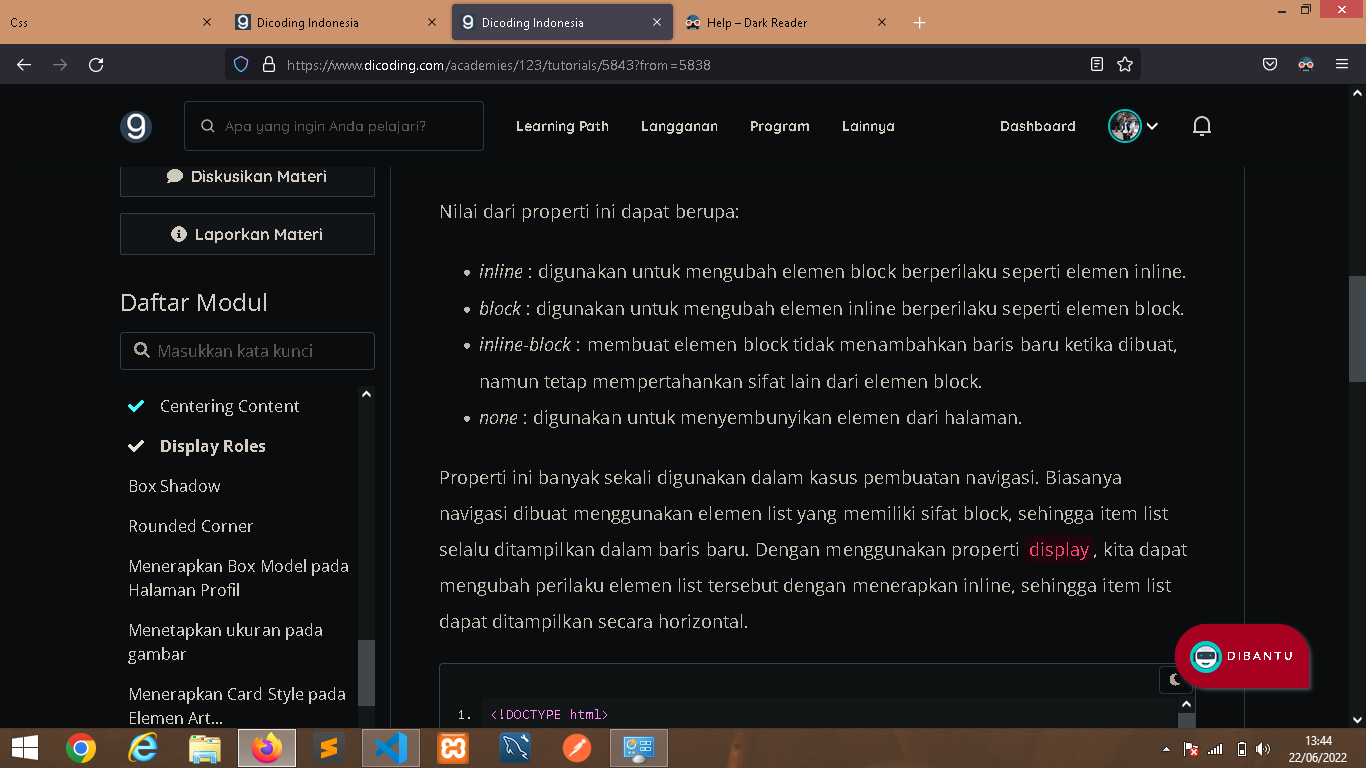 Css
Dicoding Indonesia
Dicoding Indonesia
Help – Dark Reader
https://www.dicoding.com/academies/123/tutorials/5843?from=5838
Apa yang ingin Anda pelajari?
Learning Path
Langganan
Program
Lainnya
Dashboard
Diskusikan Materi
Laporkan Materi
Daftar Modul
Masukkan kata kunci
Centering Content
Display Roles
Box Shadow
Rounded Corner
Menerapkan Box Model pada
Halaman Profil
Menetapkan ukuran pada
gambar
Menerapkan Card Style pada
Elemen Art...
Nilai dari properti ini dapat berupa:
• inline : digunakan untuk mengubah elemen block berperilaku seperti elemen inline.
• block : digunakan untuk mengubah elemen inline berperilaku seperti elemen block.
• inline-block : membuat elemen block tidak menambahkan baris baru ketika dibuat,
namun tetap mempertahankan sifat lain dari elemen block.
• none : digunakan untuk menyembunyikan elemen dari halaman.
Properti ini banyak sekali digunakan dalam kasus pembuatan navigasi. Biasanya
navigasi dibuat menggunakan elemen list yang memiliki sifat block, sehingga item list
selalu ditampilkan dalam baris baru. Dengan menggunakan properti display, kita dapat
mengubah perilaku elemen list tersebut dengan menerapkan inline, sehingga item list
dapat ditampilkan secara horizontal.
DIBANTU
1. <!DOCTYPE html>
13:44
22/06/2022